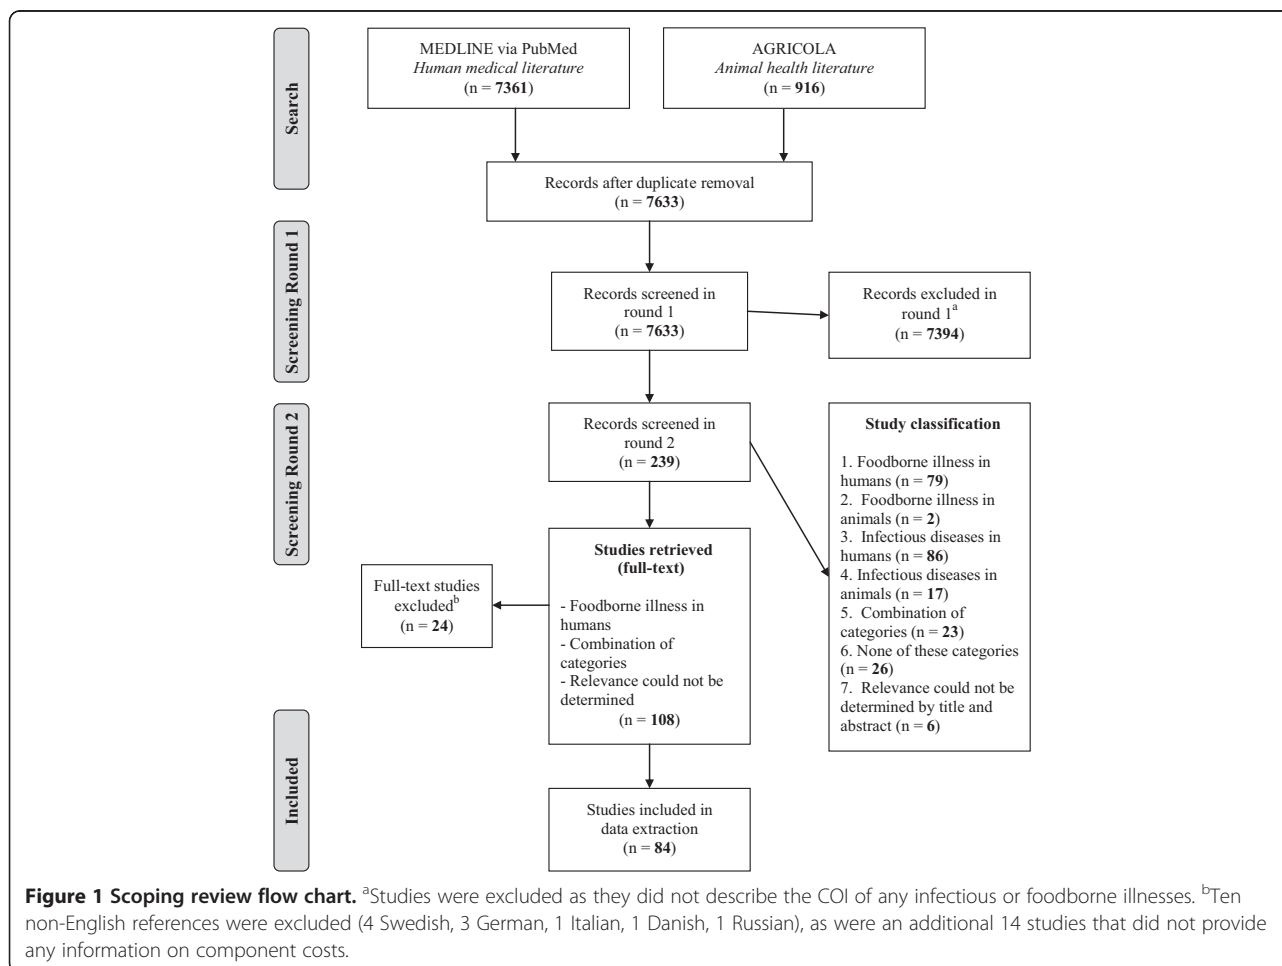 Search
MEDLINE via PubMed
Human medical literature
(n = 7361)
AGRICOLA
Animal health literature
(n = 916)
Records after duplicate removal
(n = 7633)
Screening Round 1
Records screened in
round 1
(n = 7633)
Records excluded in
round 1a
(n = 7394)
Screening Round 2
Records screened in
round 2
(n = 239)
Study classification
1. Foodborne illness in
humans (n = 79)
2. Foodborne illness in
animals (n = 2)
3. Infectious diseases in
humans (n = 86)
4. Infectious diseases in
animals (n = 17)
5. Combination of
categories (n = 23)
6. None of these categories
(n = 26)
7. Relevance could not be
determined by title and
abstract (n = 6)
Studies retrieved
(full-text)
- Foodborne illness in
humans
- Combination of
categories
- Relevance could not be
determined
(n = 108)
Full-text studies
excludedb
(n = 24)
Included
Studies included in
data extraction
(n = 84)
Figure 1 Scoping review flow chart. aStudies were excluded as they did not describe the COI of any infectious or foodborne illnesses. bTen
non-English references were excluded (4 Swedish, 3 German, 1 Italian, 1 Danish, 1 Russian), as were an additional 14 studies that did not provide
any information on component costs.